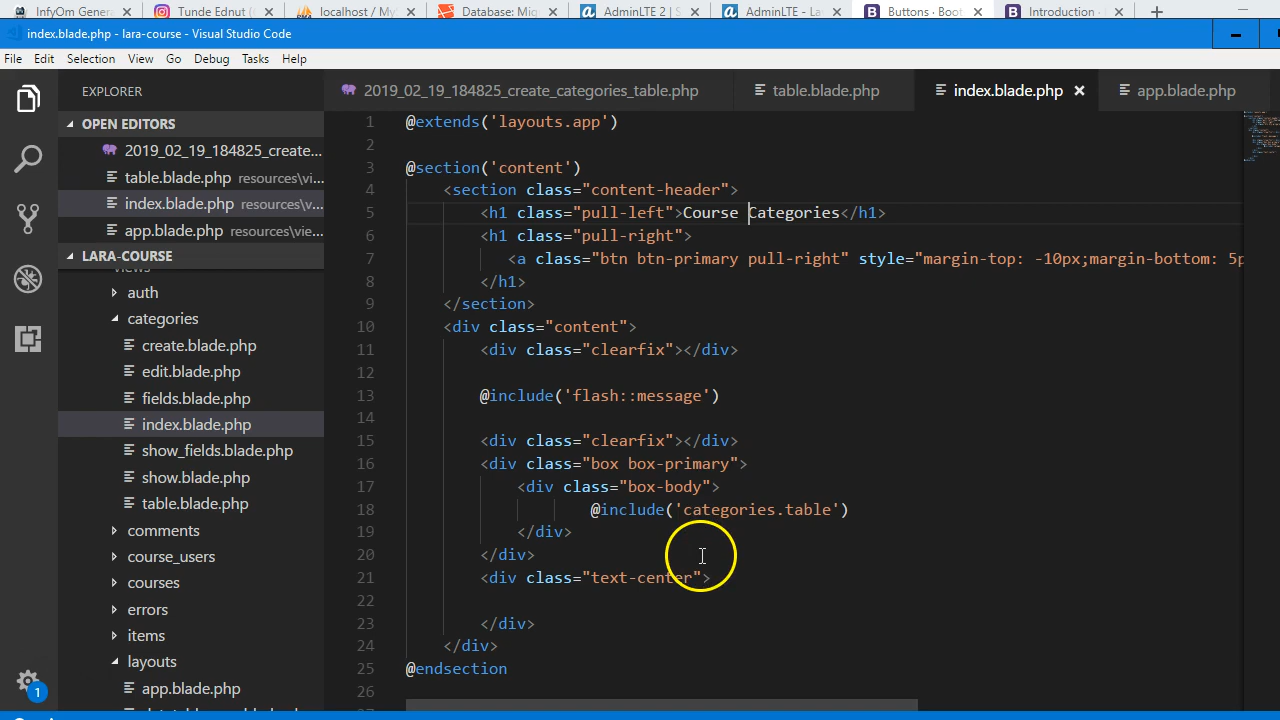 InfyOm Genera
Tunde Ednut (
localhost / My
Database: Mig
AdminLTE 2 | S
AdminLTE - La
Buttons · Boot
Introduction ·
index.blade.php - lara-course - Visual Studio Code
File Edit Selection View Go Debug Tasks Help
EXPLORER
OPEN EDITORS
2019_02_19_184825_create...
table.blade.php resources\vi...
index.blade.php resources\v...
app.blade.php resources\vi...
LARA-COURSE
views
auth
categories
create.blade.php
edit.blade.php
fields.blade.php
index.blade.php
show_fields.blade.php
show.blade.php
table.blade.php
comments
course_users
courses
errors
items
layouts
app.blade.php
1
2019_02_19_184825_create_categories_table.php
table.blade.php
index.blade.php
app.blade.php
1 @extends('layouts.app')
2
3 @section('content')
4 <section class="content-header">
5 <h1 class="pull-left">Course Categories</h1>
6 <h1 class="pull-right">
7 <a class="btn btn-primary pull-right" style="margin-top: -10px;margin-bottom: 5p
8 </h1>
9 </section>
10 <div class="content">
11 <div class="clearfix"></div>
12
13 @include('flash::message')
14
15 <div class="clearfix"></div>
16 <div class="box box-primary">
17 <div class="box-body">
18 @include('categories.table')
19 </div>
20 </div>
21 <div class="text-center">
22
23 </div>
24 </div>
25 @endsection
26